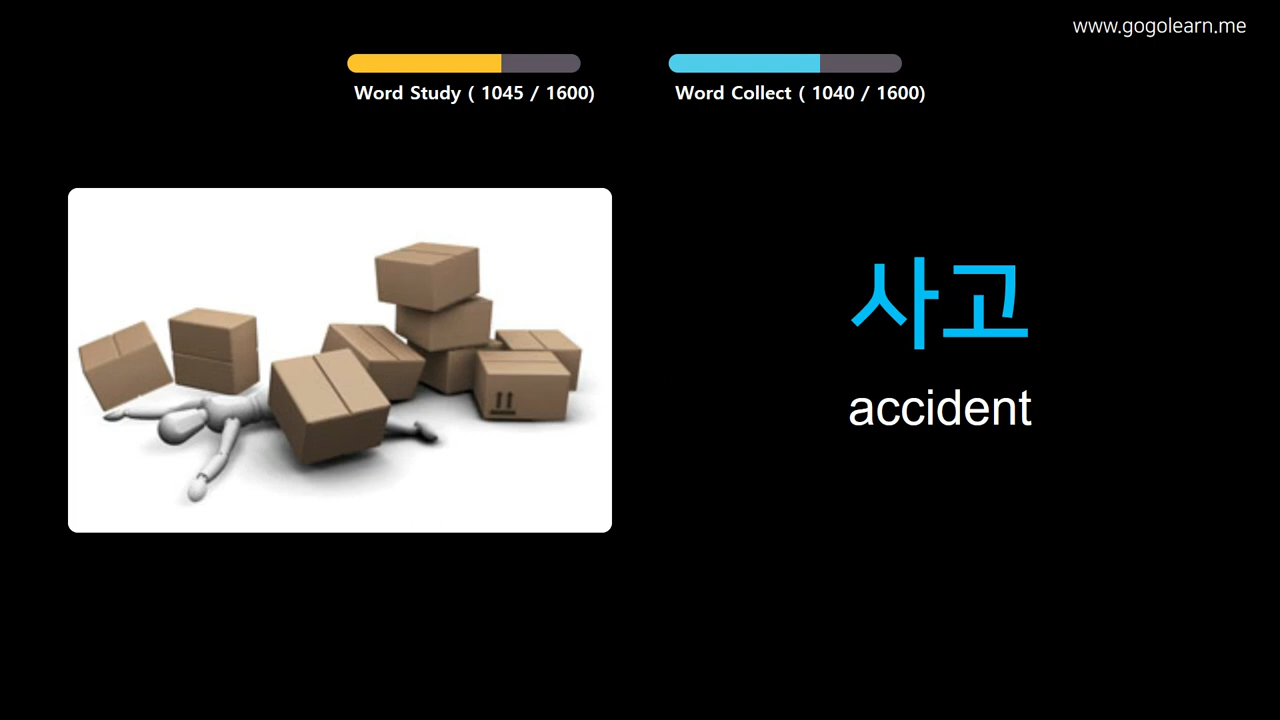 www.gogolearn.me
Word Study ( 1045 / 1600)
Word Collect ( 1040 / 1600)
사고
accident